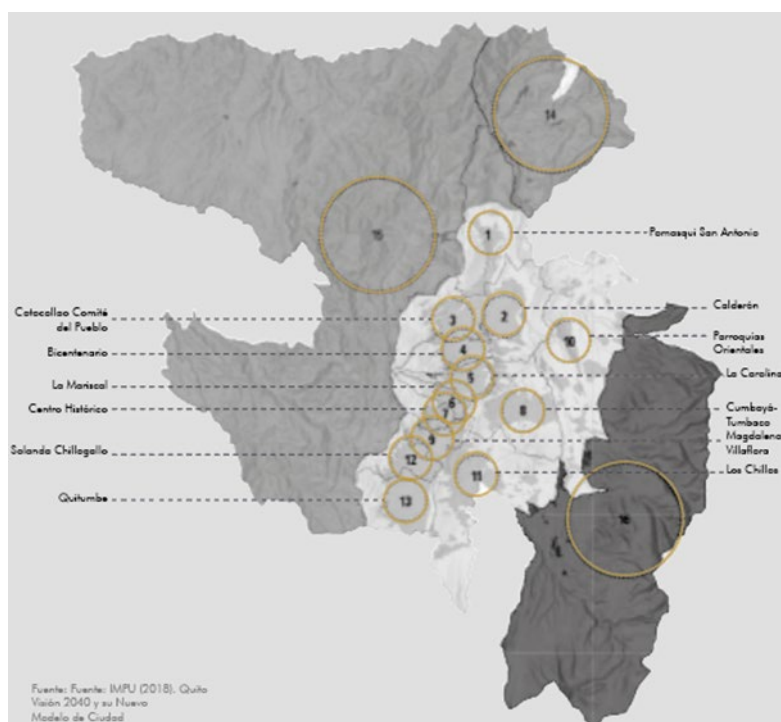 14
15
1
Pomasqui San Antonio
Cotocollao Comité
del Pueblo
3
2
Calderón
10
Parroquias
Orientales
Bicentenario
4
La Mariscal
5
La Carolina
Centro Histórico
6
7
8
Cumbayá-
Tumbaco
9
Magdalena
Villaflora
Solanda Chillogallo
12
11
Los Chillos
Quitumbe
13
16
Fuente: Fuente: IMPU (2018). Quito
Visión 2040 y su Nuevo
Modelo de Ciudad